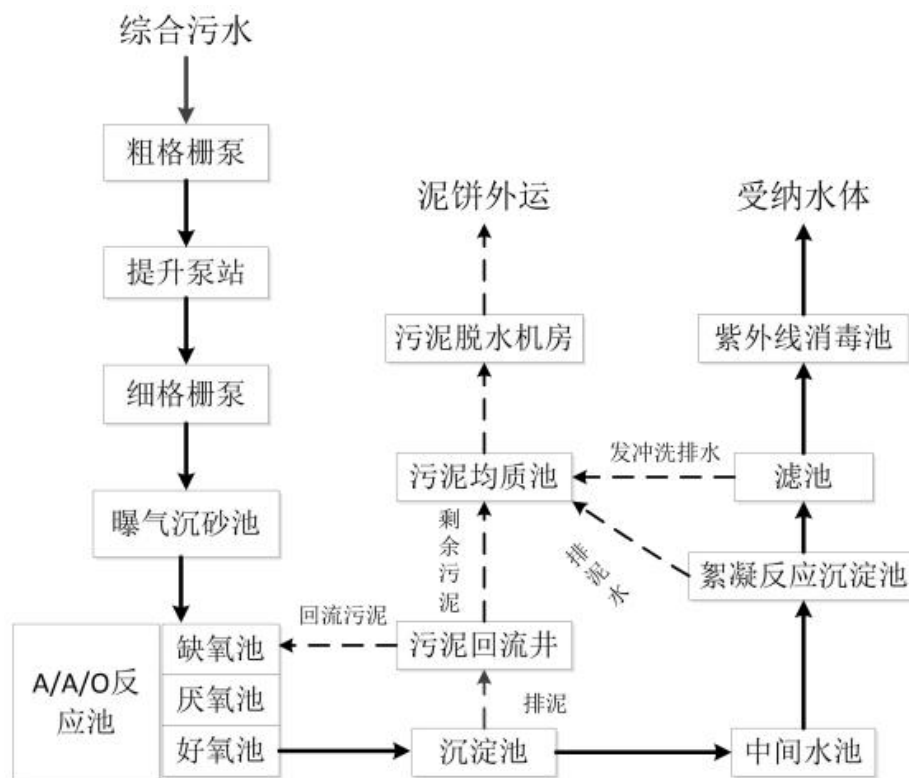 综合污水
粗格栅泵
提升泵站
细格栅泵
曝气沉砂池
A/A/O反
应池
缺氧池
厌氧池
好氧池
泥饼外运
污泥脱水机房
污泥均质池
剩余污泥
回流污泥
污泥回流井
排泥
沉淀池
受纳水体
紫外线消毒池
发冲洗排水
滤池
排泥水
絮凝反应沉淀池
中间水池